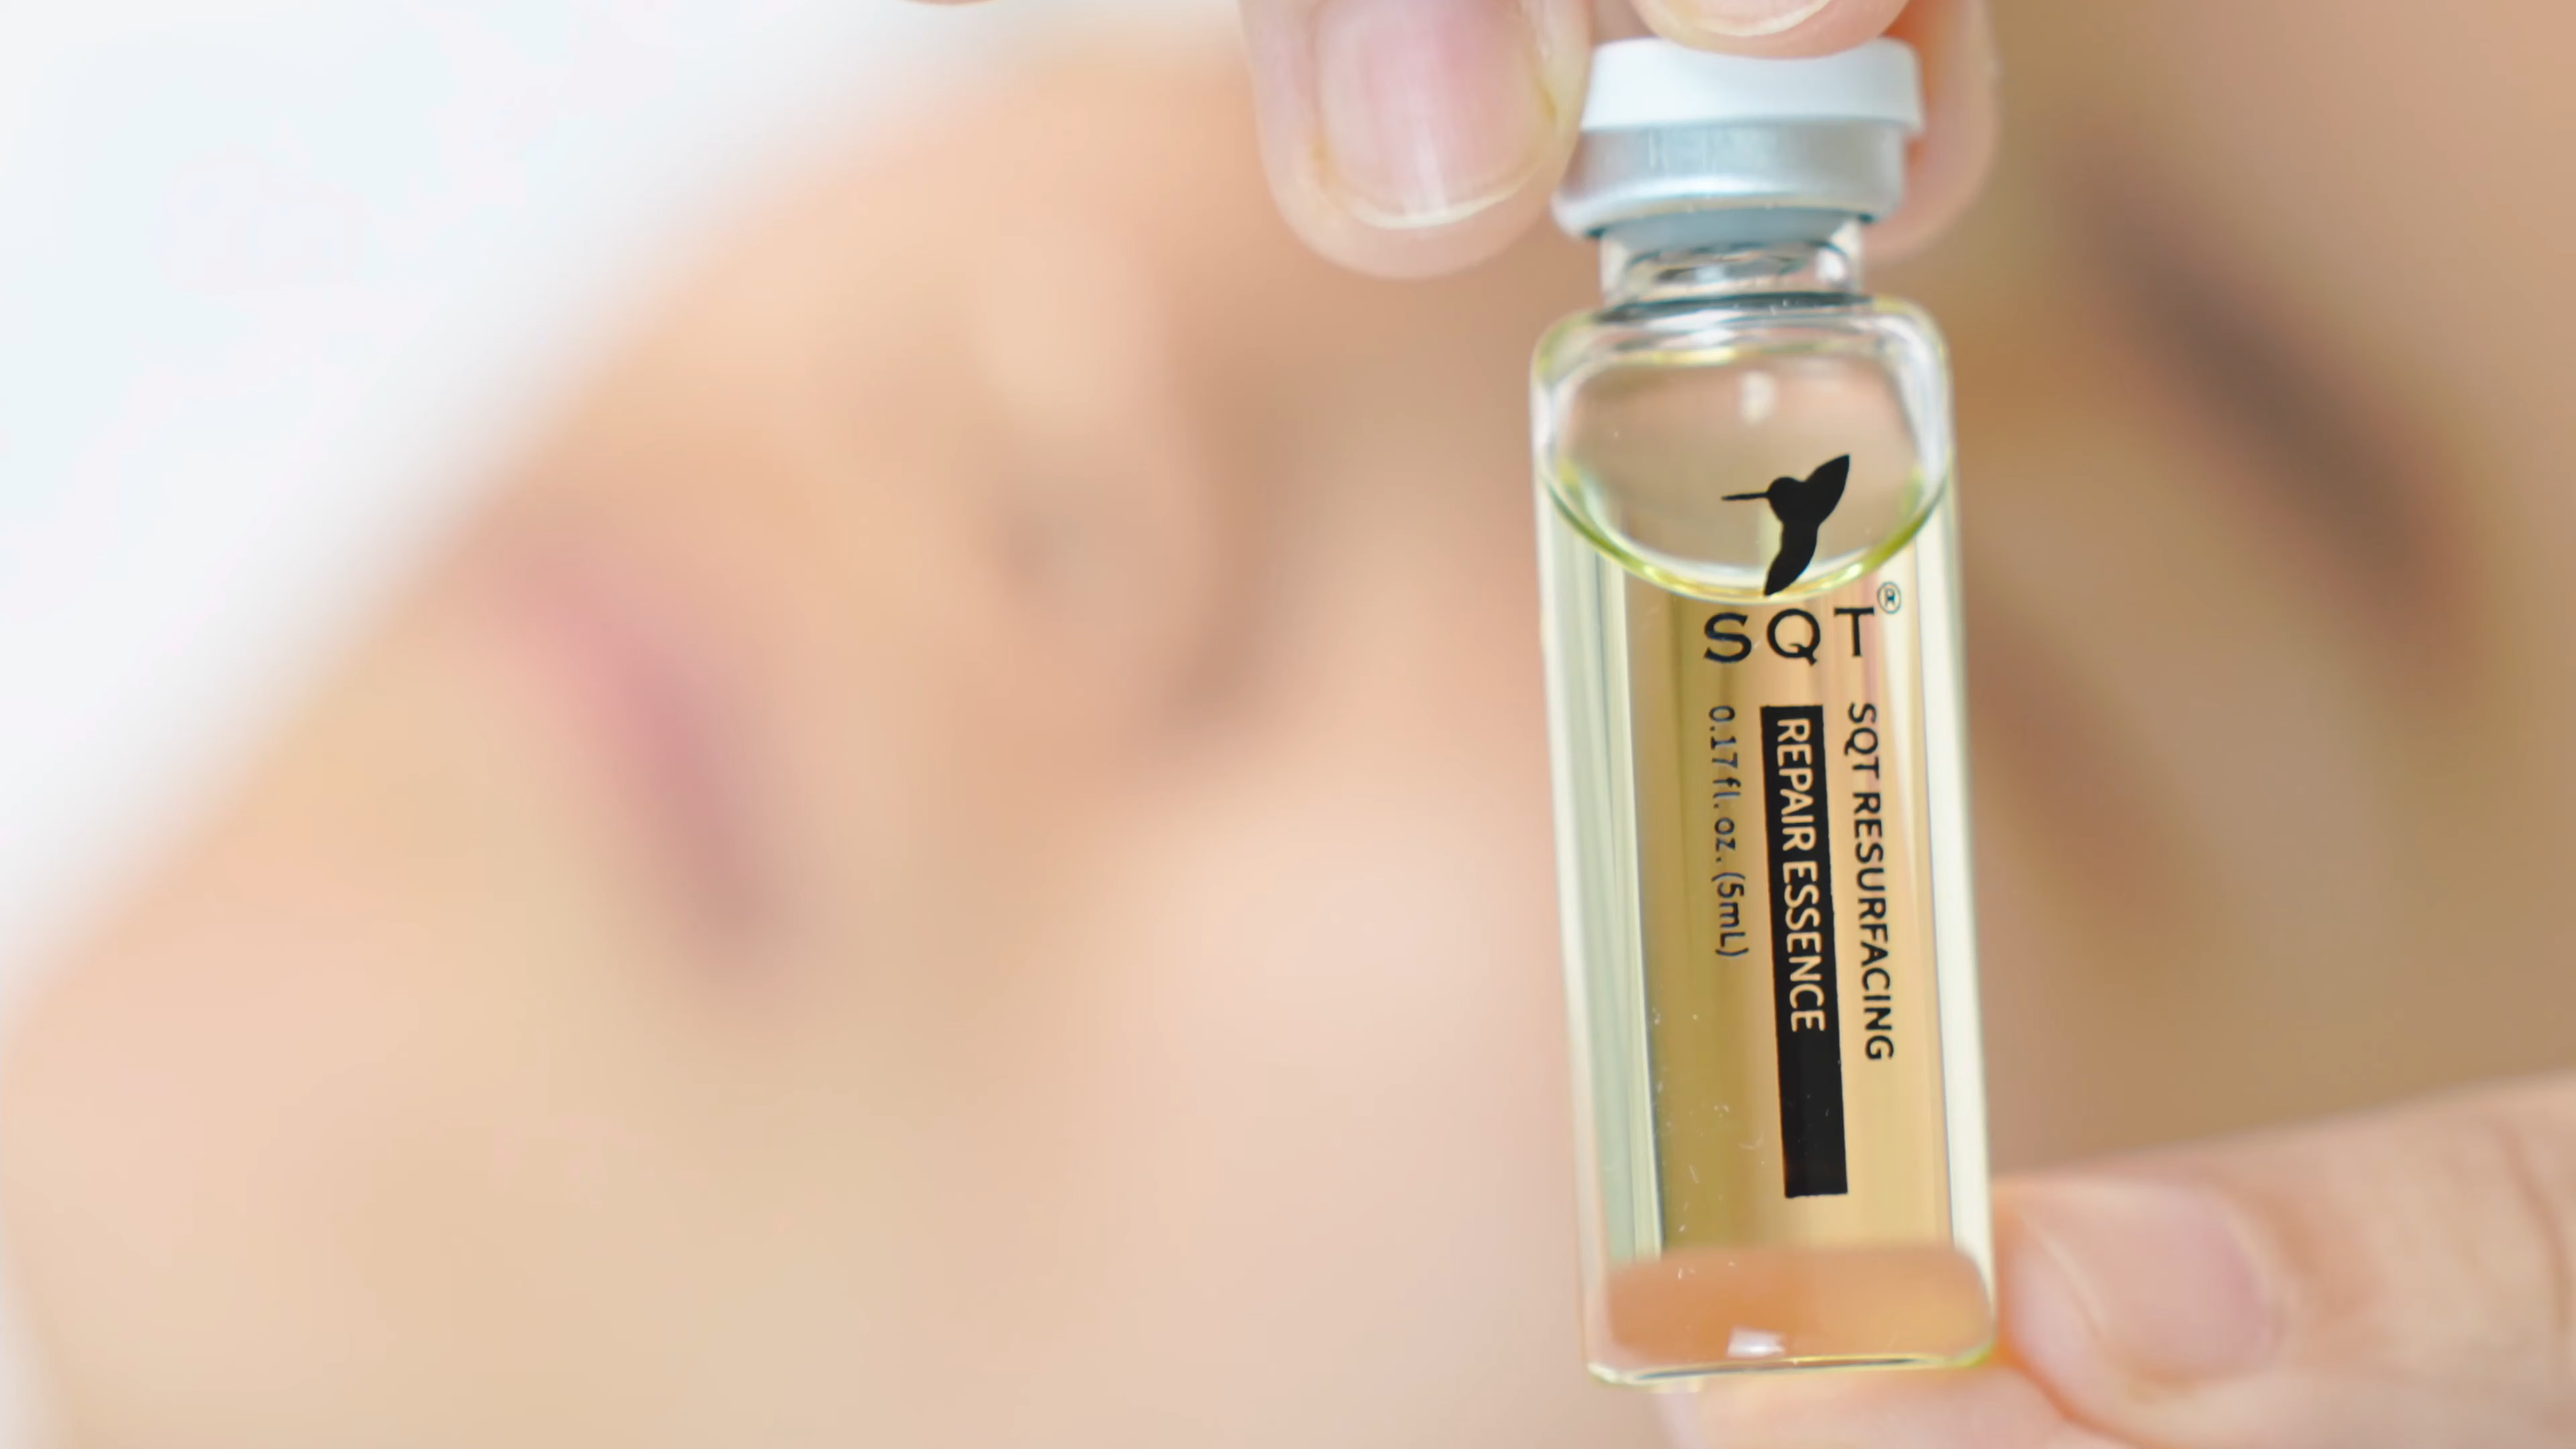 SQT®
SQT RESURFACING
REPAIR ESSENCE
0.17 fl. oz. (5mL)